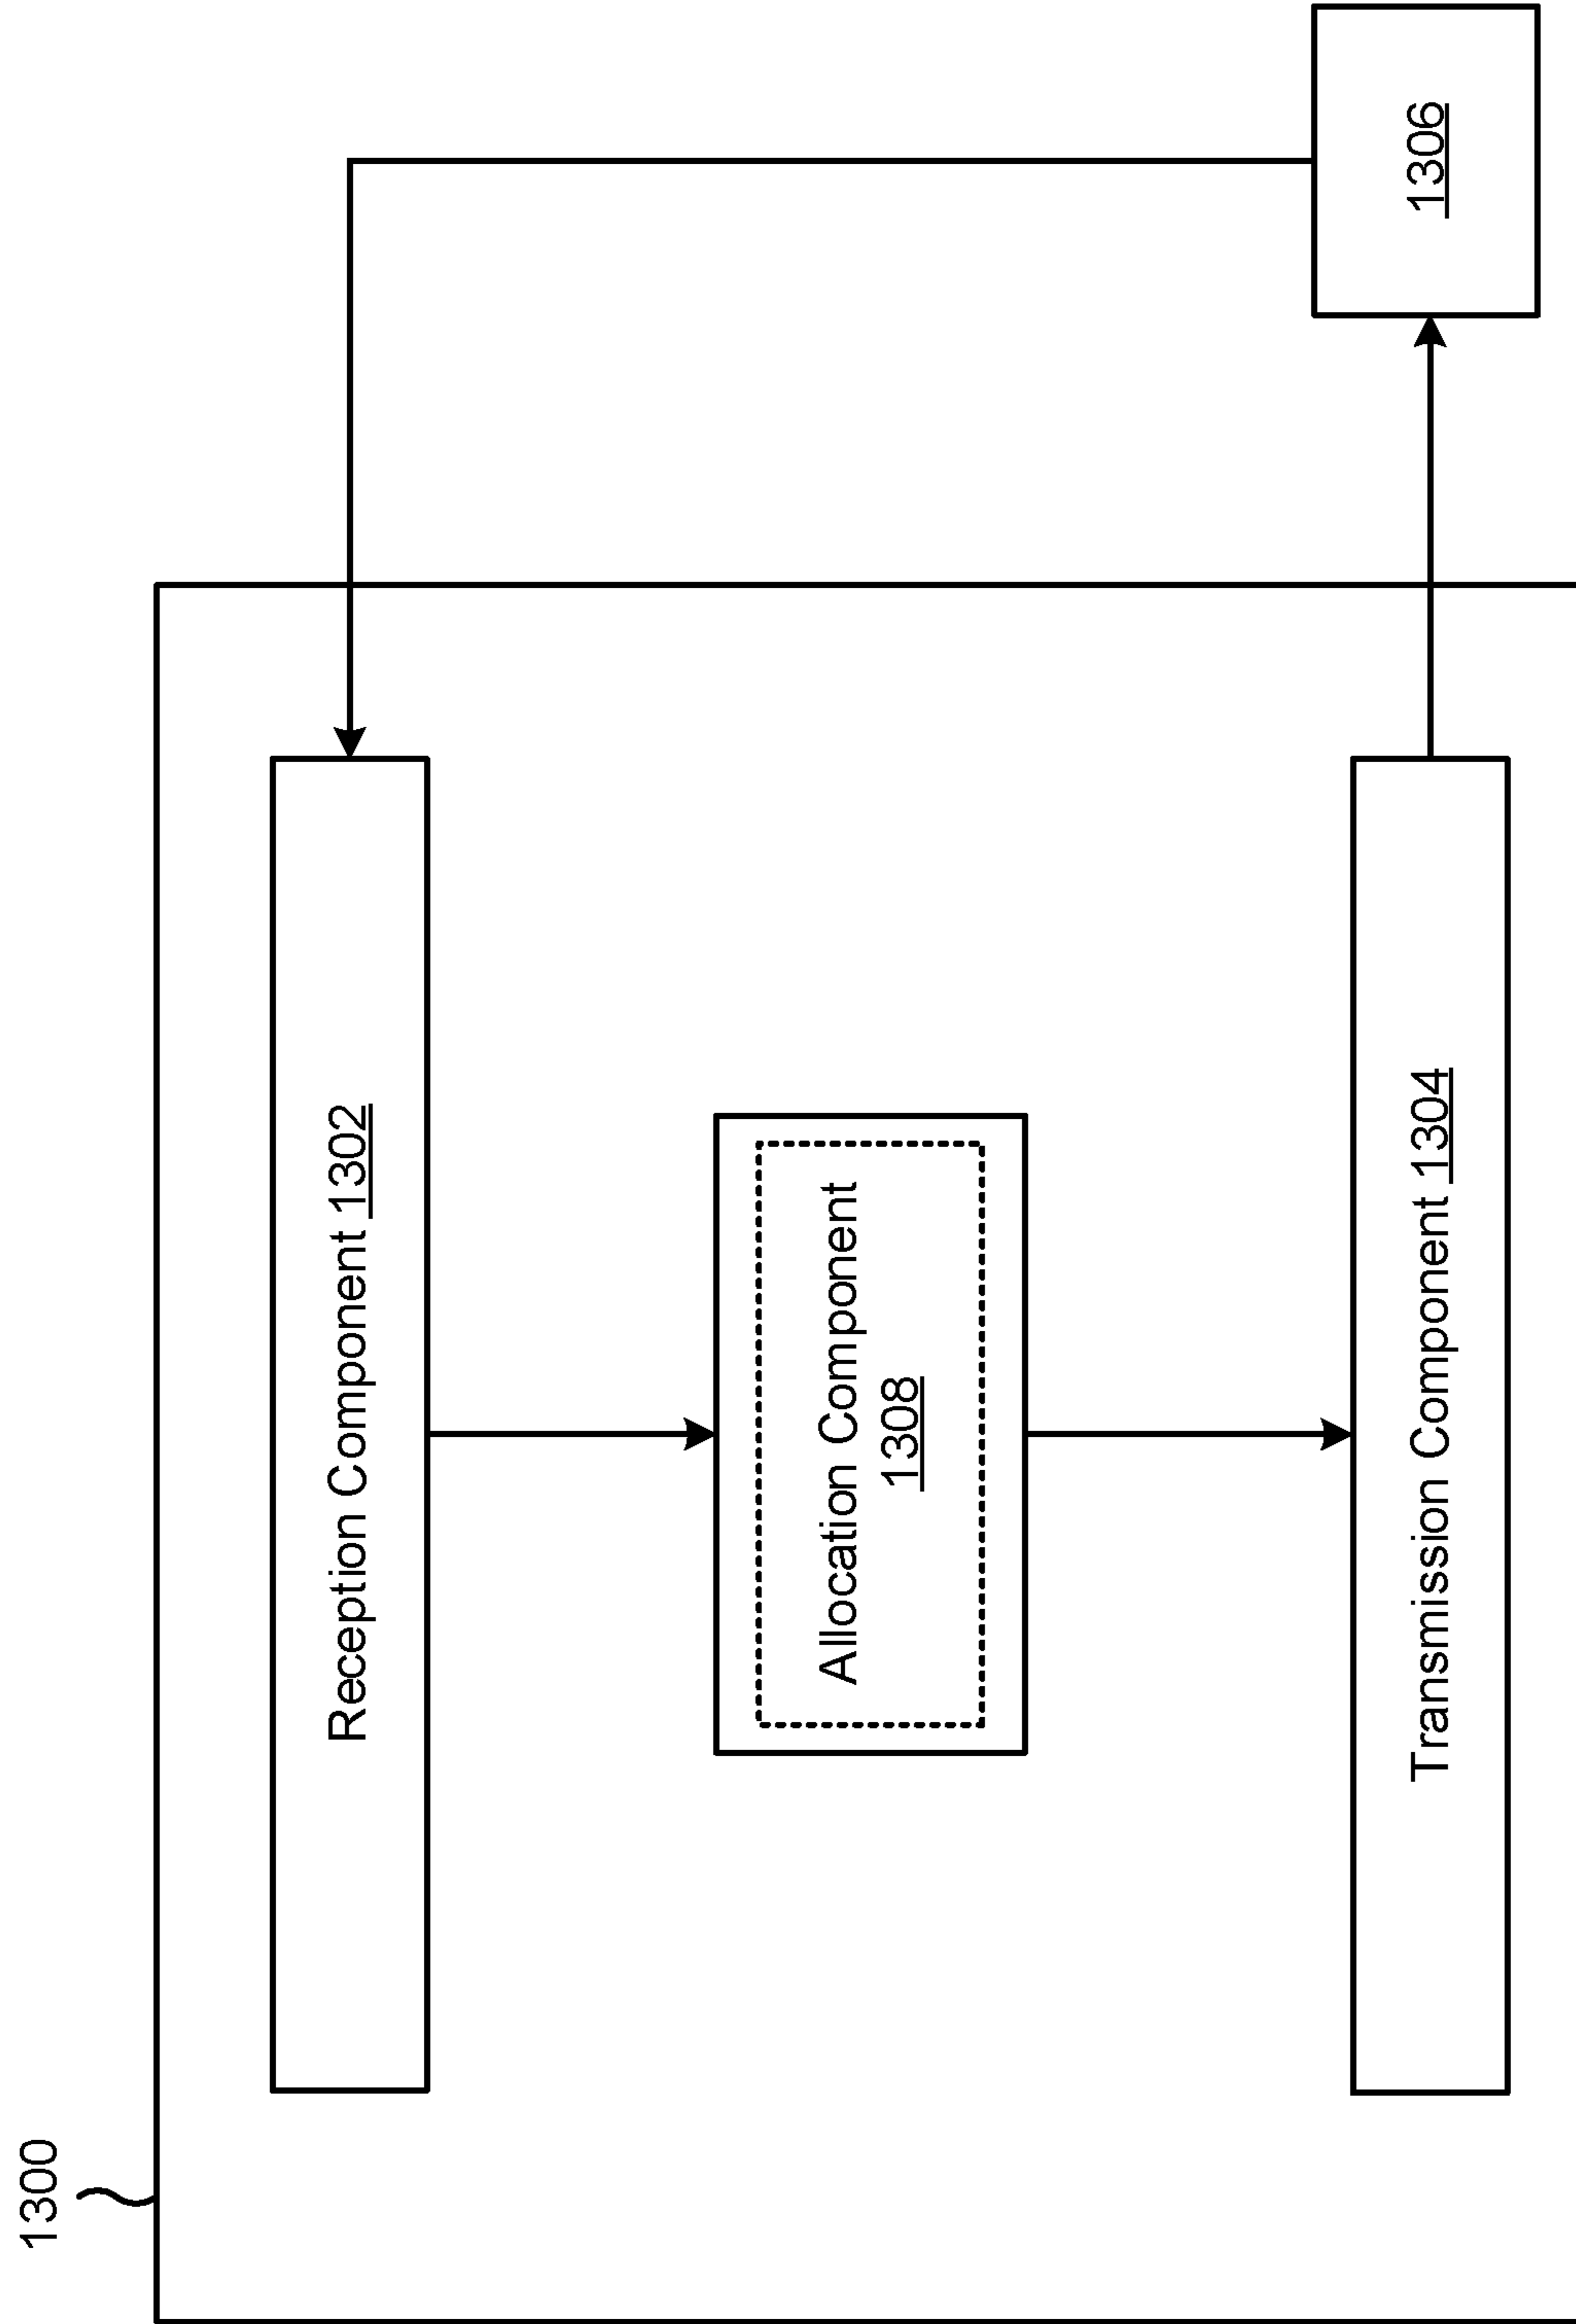 1300
Reception Component 1302
Allocation Component
1308
Transmission Component 1304
1306